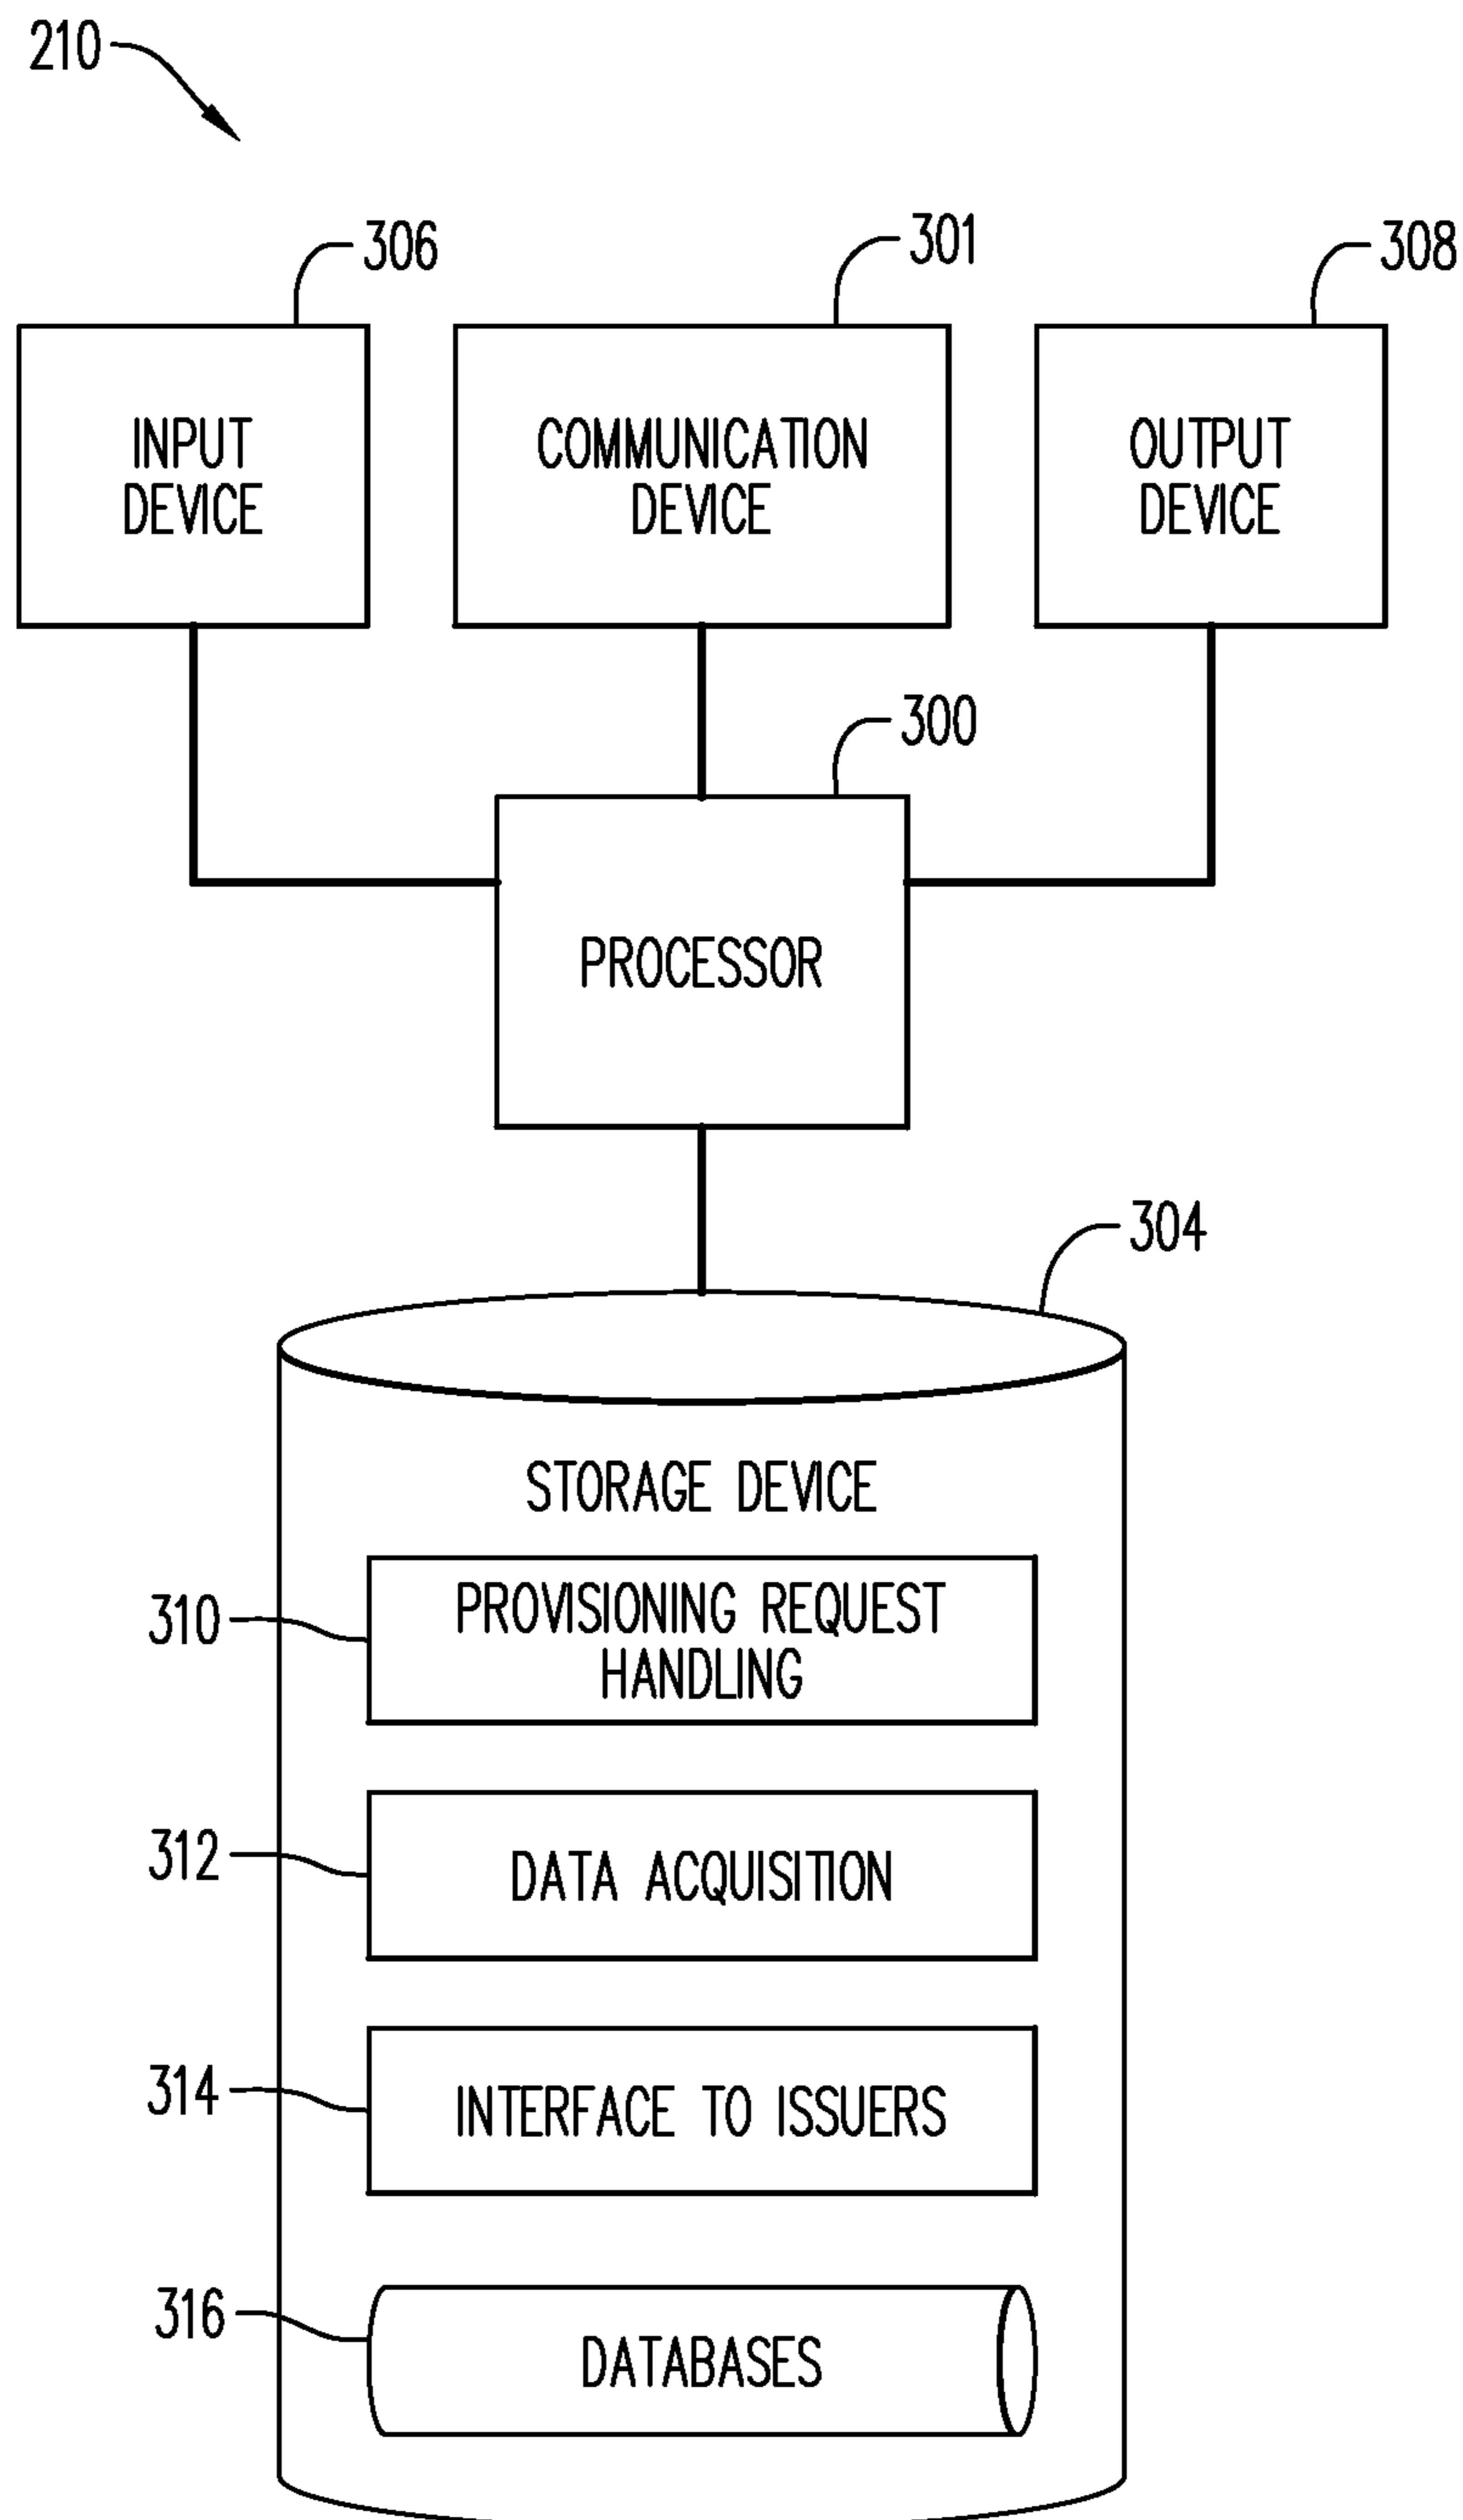 210
306
301
308
INPUT
DEVICE
COMMUNICATION
DEVICE
OUTPUT
DEVICE
300
PROCESSOR
304
STORAGE DEVICE
310
PROVISIONING REQUEST
HANDLING
312
DATA ACQUISITION
314
INTERFACE TO ISSUERS
316
DATABASES